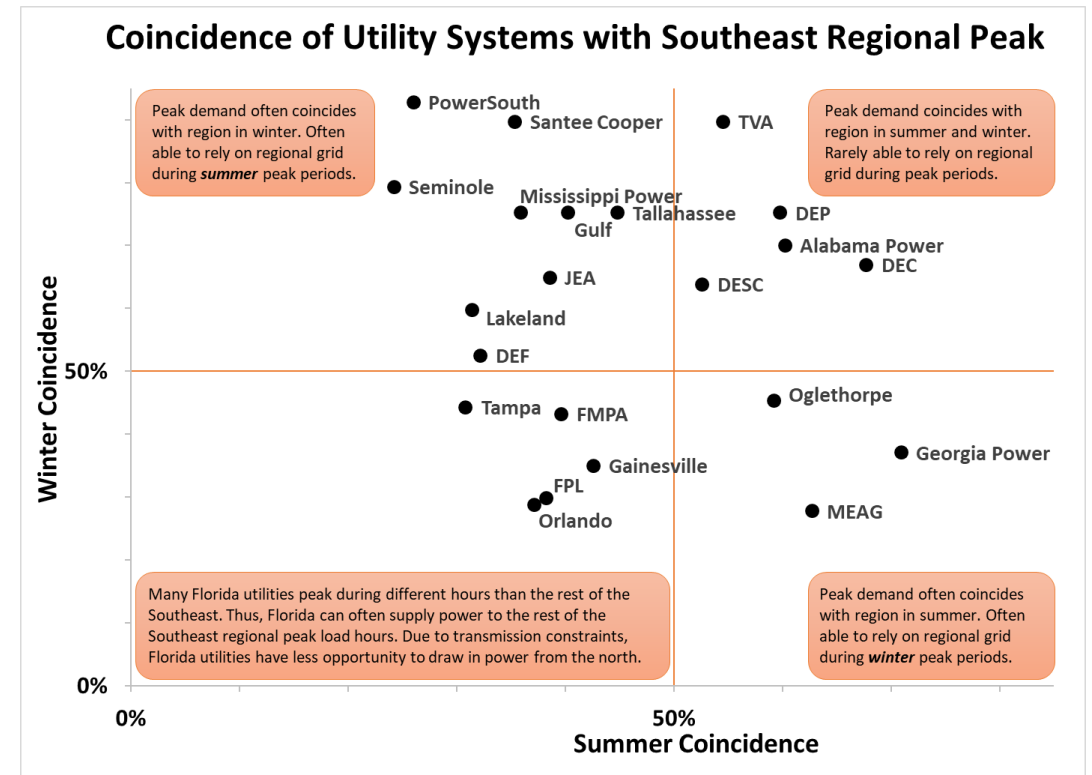 Coincidence of Utility Systems with Southeast Regional Peak
Peak demand often coincides
with region in winter. Often
able to rely on regional grid
during summer peak periods.
Peak demand coincides with
region in summer and winter.
Rarely able to rely on regional
grid during peak periods.
PowerSouth
Santee Cooper
TVA
Seminole
Mississippi Power
Tallahassee
Gulf
DEP
Alabama Power
DEC
JEA
DESC
Lakeland
DEF
Winter Coincidence
50%
Oglethorpe
Tampa
FMPA
Georgia Power
Gainesville
FPL
Orlando
MEAG
Many Florida utilities peak during different hours than the rest of the
Southeast. Thus, Florida can often supply power to the rest of the
Southeast regional peak load hours. Due to transmission constraints,
Florida utilities have less opportunity to draw in power from the north.
Peak demand often coincides
with region in summer. Often
able to rely on regional grid
during winter peak periods.
0%
0%
50%
Summer Coincidence